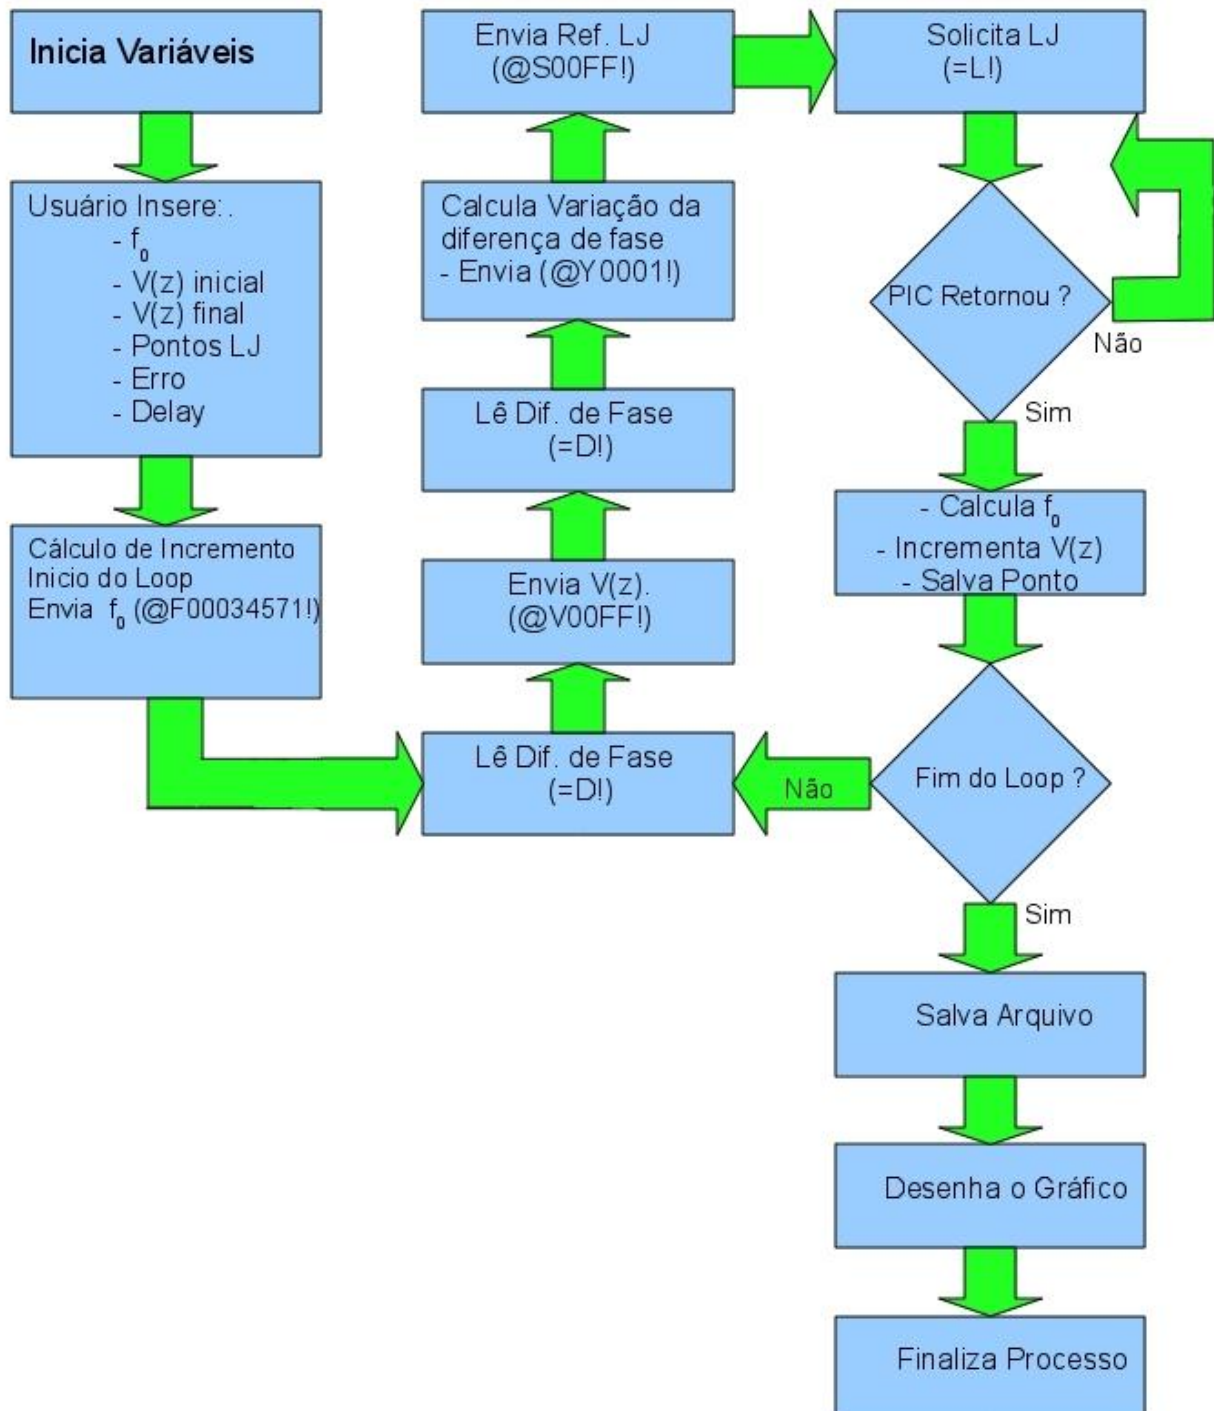 Inicia Variáveis
Usuário Insere:.
- f0
- V(z) inicial
- V(z) final
- Pontos LJ
- Erro
- Delay
Cálculo de Incremento
Inicio do Loop
Envia f0 (@F00034571!)
Envia Ref. LJ
(@S00FF!)
Calcula Variação da
diferença de fase
- Envia (@Y0001!)
Lê Dif. de Fase
(=D!)
Envia V(z).
(@V00FF!)
Lê Dif. de Fase
(=D!)
Solicita LJ
(=L!)
PIC Retornou ?
Não
Sim
- Calcula f0
- Incrementa V(z)
- Salva Ponto
Fim do Loop ?
Não
Sim
Salva Arquivo
Desenha o Gráfico
Finaliza Processo